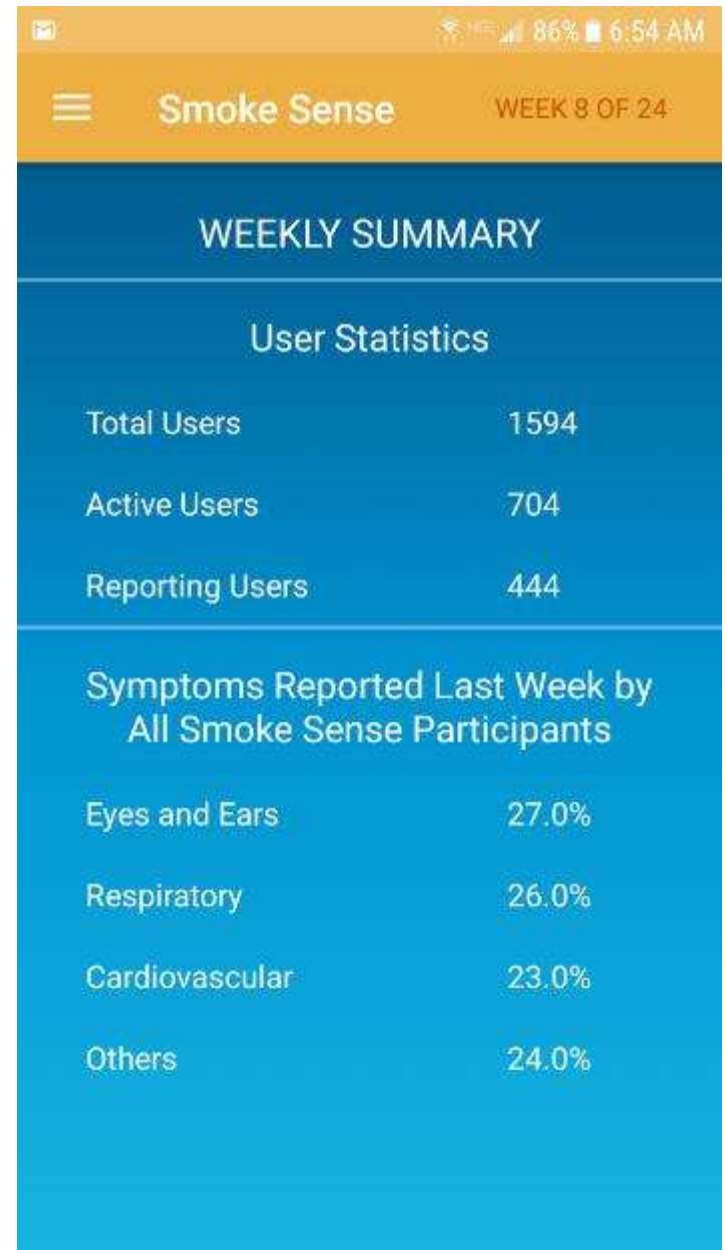 86% 6:54 AM
Smoke Sense WEEK 8 OF 24
WEEKLY SUMMARY
User Statistics
Total Users 1594
Active Users 704
Reporting Users 444
Symptoms Reported Last Week by
All Smoke Sense Participants
Eyes and Ears 27.0%
Respiratory 26.0%
Cardiovascular 23.0%
Others 24.0%